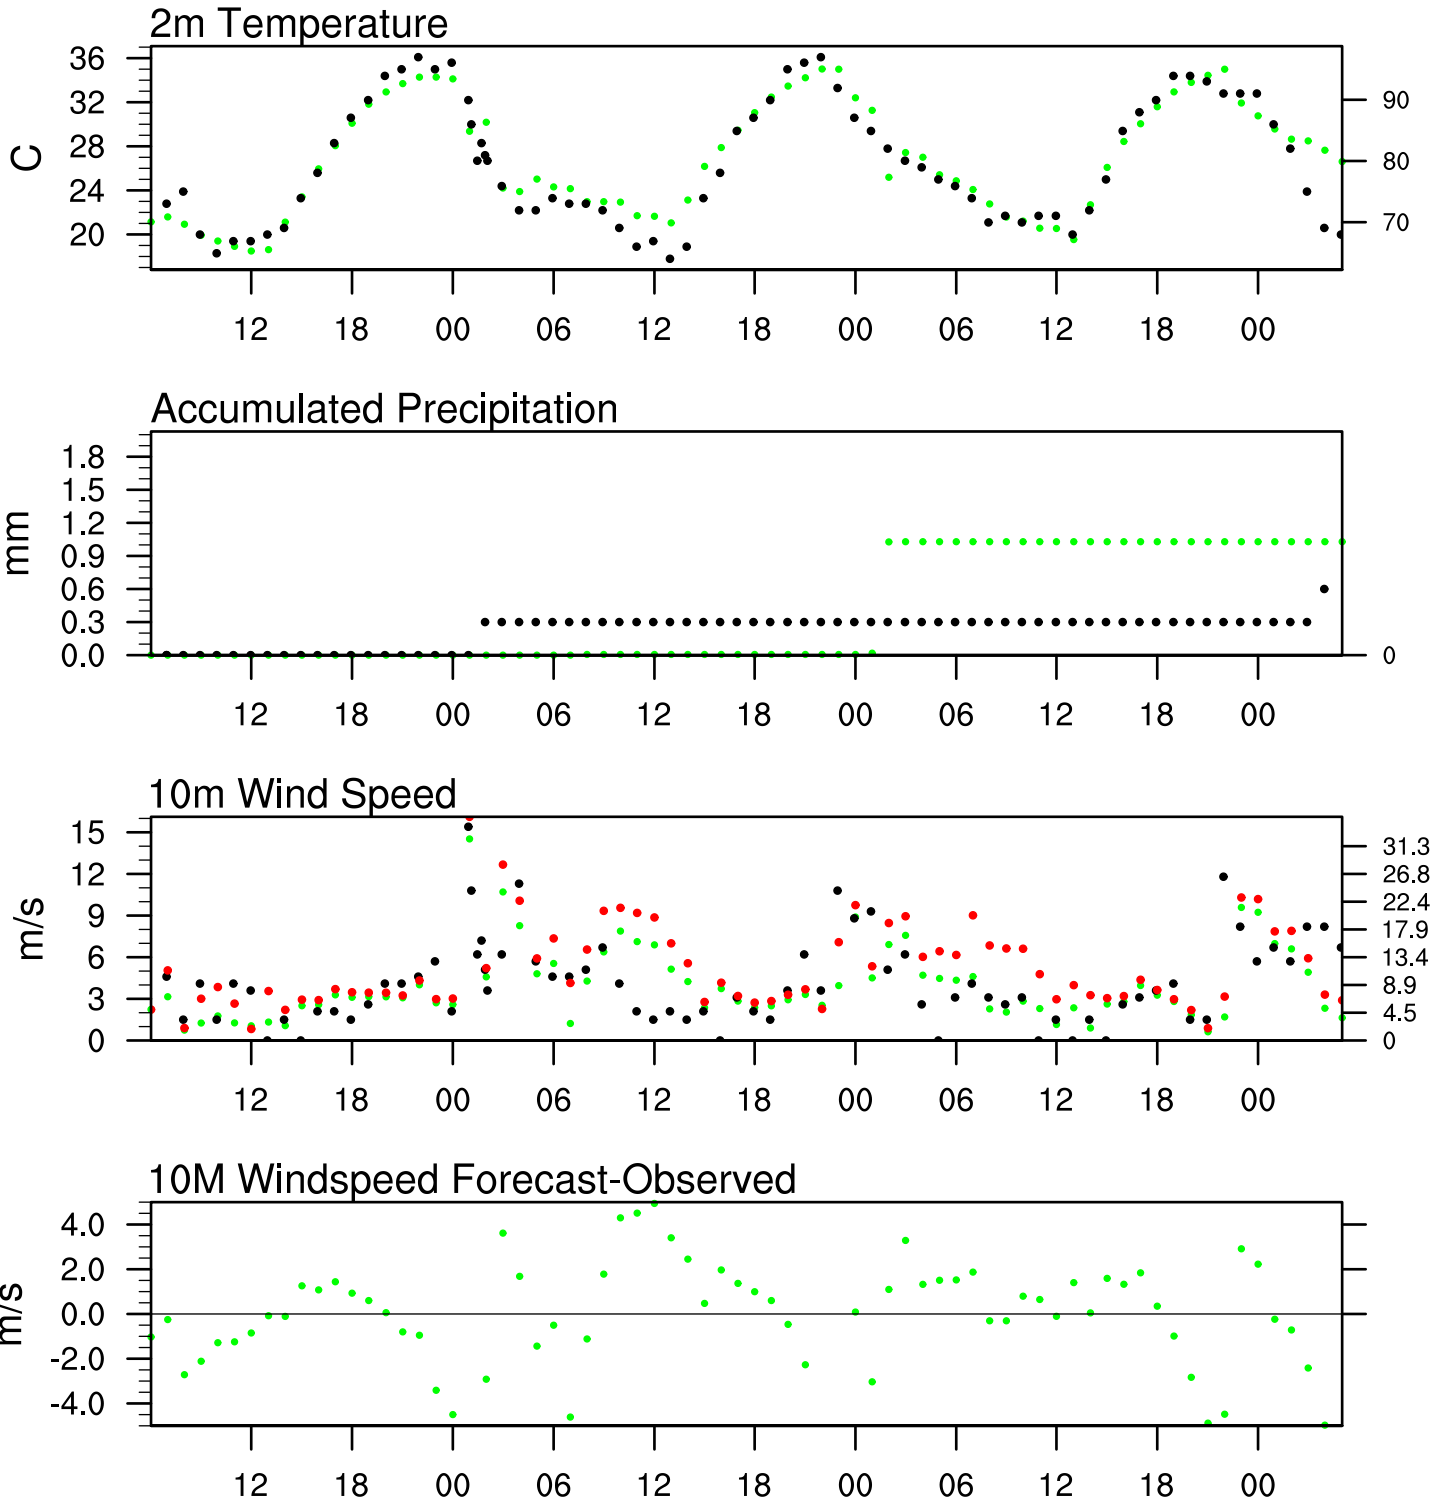 2m Temperature
36
32
28
24
20
C
90
80
70
12 18 00 06 12 18 00 06 12 18 00
Accumulated Precipitation
1.8
1.5
1.2
0.9
0.6
0.3
0.0
mm
0
12 18 00 06 12 18 00 06 12 18 00
10m Wind Speed
15
12
9
6
3
0
m/s
31.3
26.8
22.4
17.9
13.4
8.9
4.5
0
12 18 00 06 12 18 00 06 12 18 00
10M Windspeed Forecast-Observed
4.0
2.0
0.0
-2.0
-4.0
m/s
12 18 00 06 12 18 00 06 12 18 00